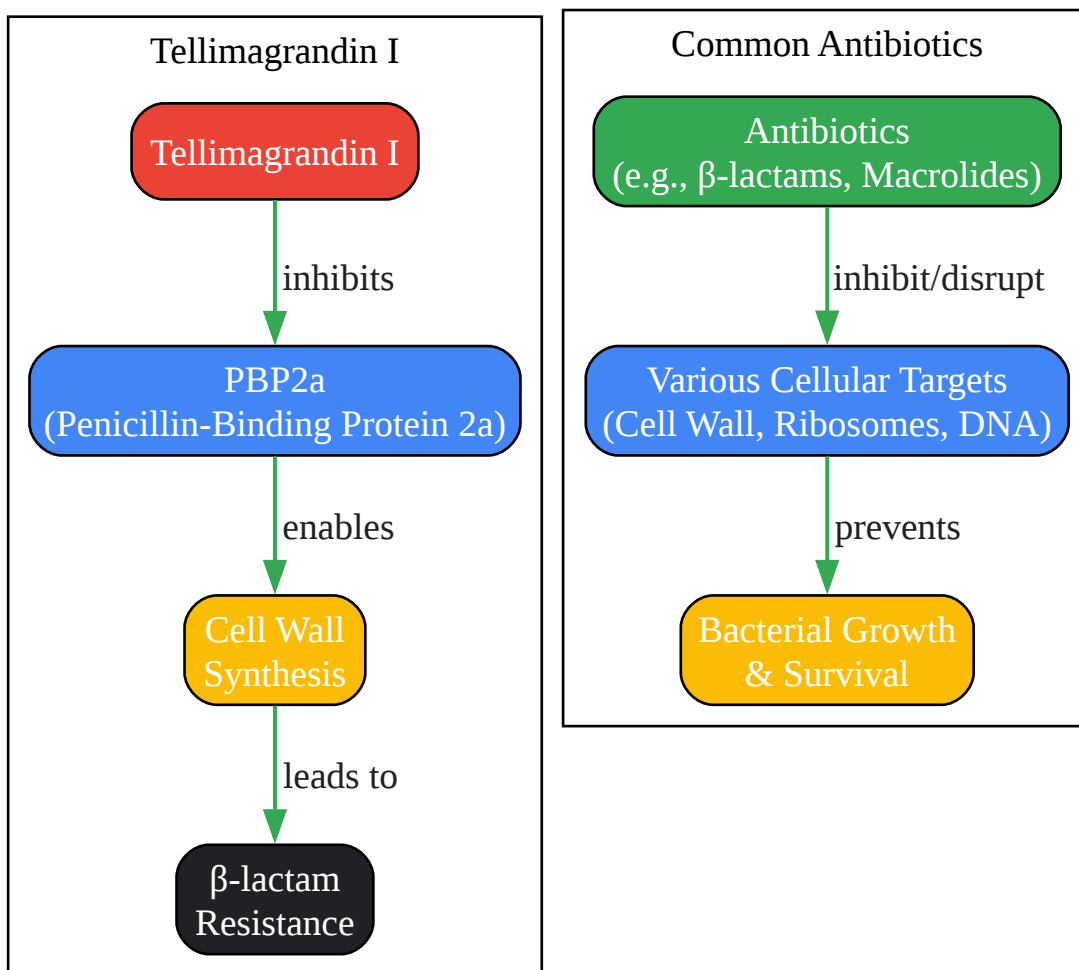 Tellimagrandin I
Tellimagrandin I
inhibits
PBP2a
(Penicillin-Binding Protein 2a)
enables
Cell Wall
Synthesis
leads to
β-lactam
Resistance
Common Antibiotics
Antibiotics
(e.g., β-lactams, Macrolides)
inhibit/disrupt
Various Cellular Targets
(Cell Wall, Ribosomes, DNA)
prevents
Bacterial Growth
& Survival